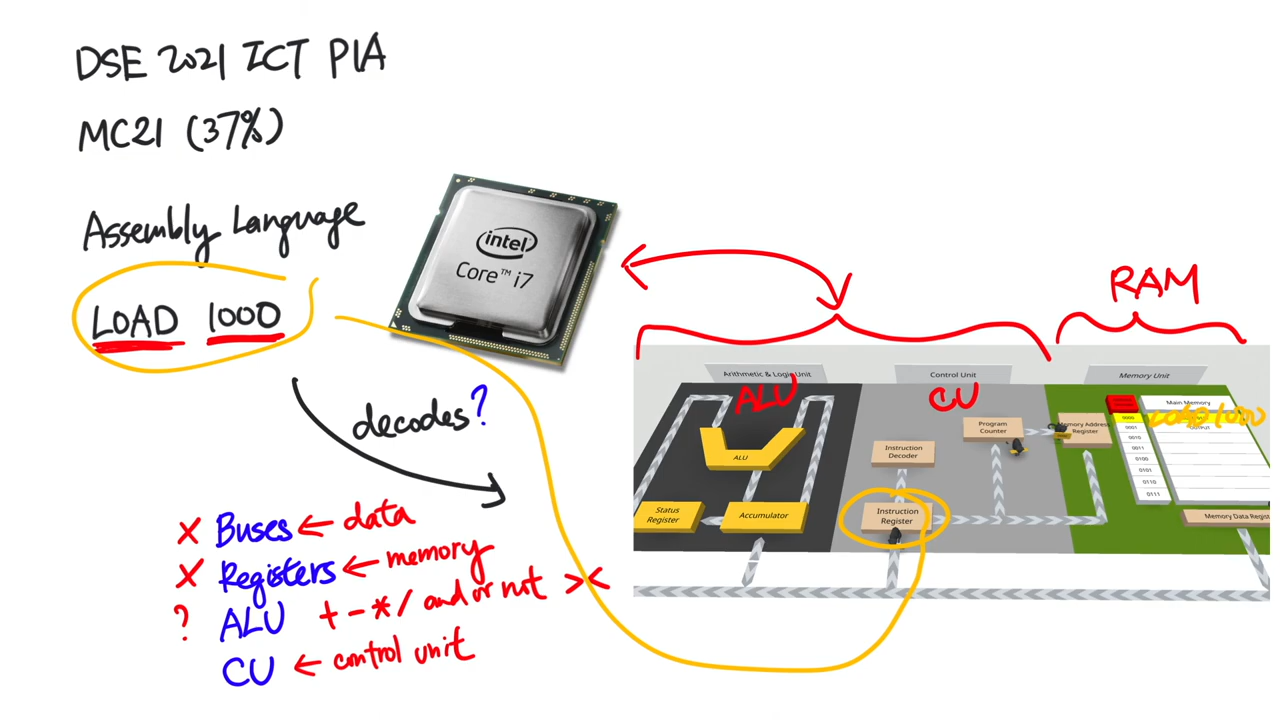 DSE 2021 ICT P1A
MC21 (37%)
Assembly Language
LOAD 1000
intel
Core™ i7
decodes?
× Buses ← data
× Registers ← memory
? ALU + - * / and or not > <
CU ← control unit
RAM
Arithmetic & Logic Unit
ALU
Control Unit
CU
Memory Unit
Program Counter
Instruction Decoder
Instruction Register
ALU
Status Register
Accumulator
Memory Address Register
Main Memory
0000 LOAD 1000
0001
0010
0011
0100
0101
0110
0111
Memory Data Regist